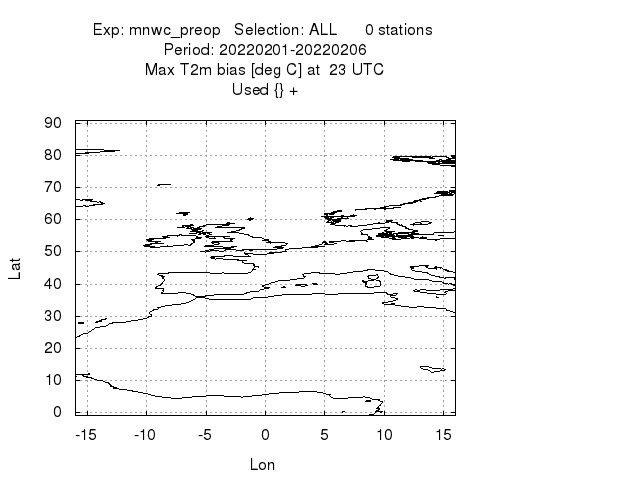 Exp: mnwc_preop Selection: ALL 0 stations
Period: 20220201-20220206
Max T2m bias [deg C] at 23 UTC
Used {} +
90
80
70
60
50
40
30
20
10
0
Lat
-15 -10 -5 0 5 10 15
Lon